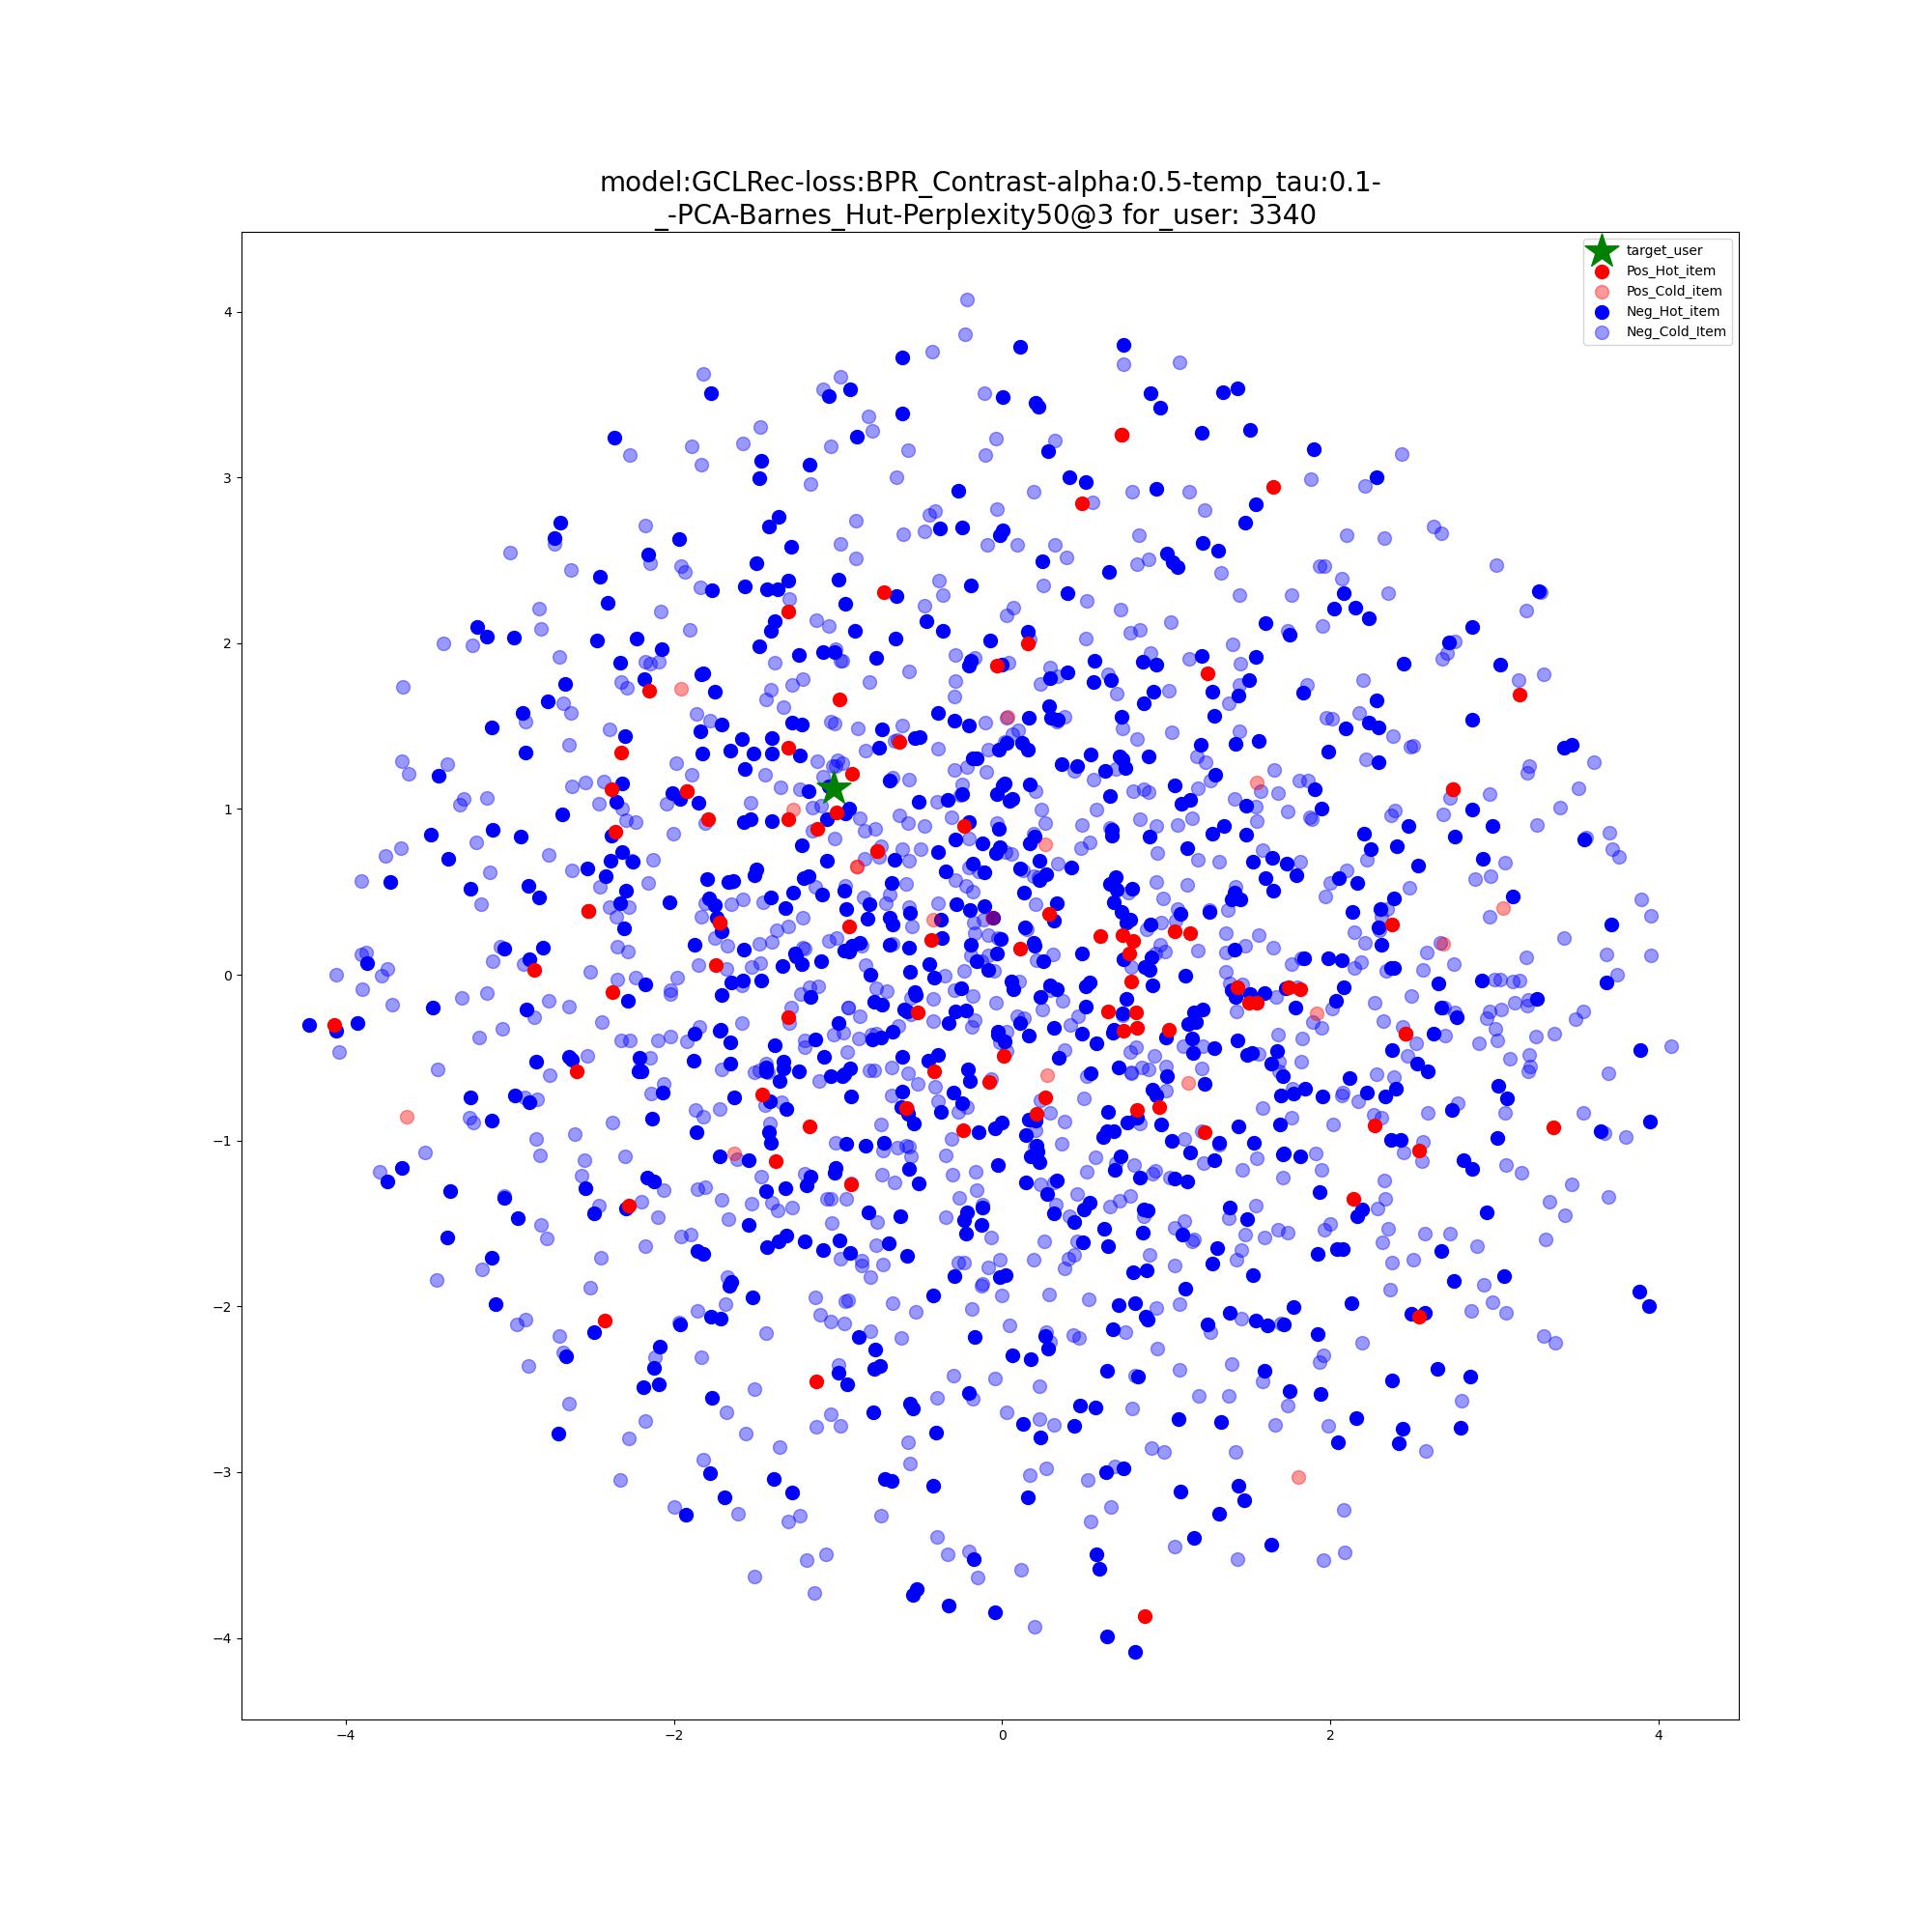 model:GCLRec-loss:BPR_Contrast-alpha:0.5-temp_tau:0.1-
_-PCA-Barnes_Hut-Perplexity50@3 for_user: 3340
target_user
Pos_Hot_item
Pos_Cold_item
Neg_Hot_item
Neg_Cold_Item
4
3
2
1
0
−1
−2
−3
−4
−4 −2 0 2 4